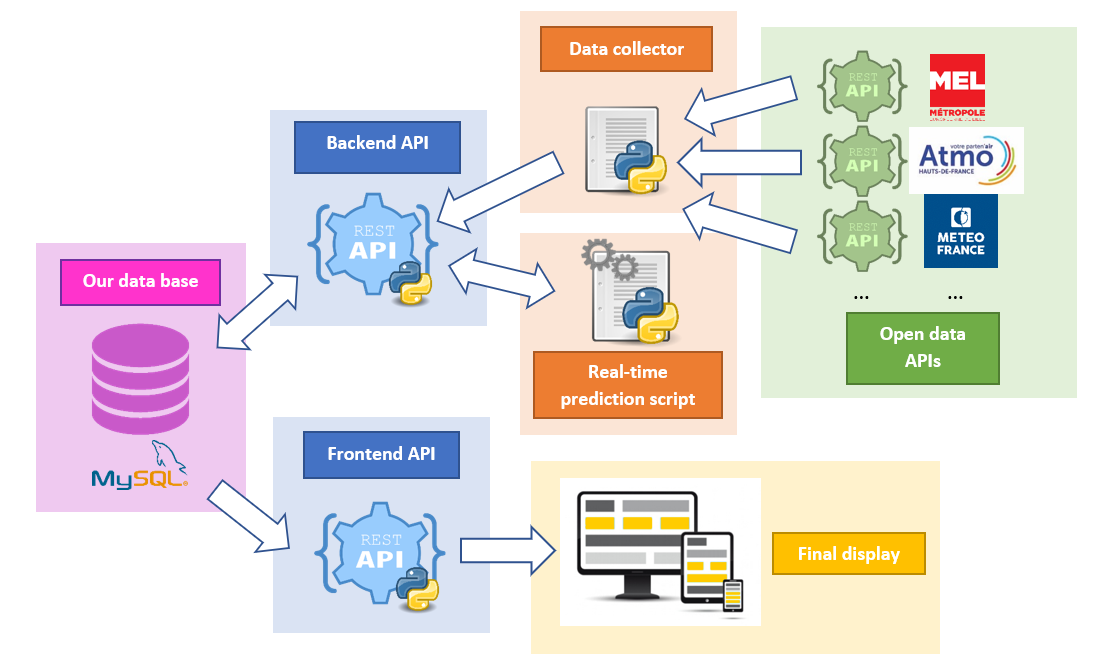 Data collector
REST
API
MEL
MÉTROPOLE
Backend API
REST
API
votre parten'air
Atmo
HAUTS-DE-FRANCE
REST
API
REST
API
METEO
FRANCE
Our data base
... ...
Open data
APIs
Real-time
prediction script
MySQL®
Frontend API
REST
API
Final display